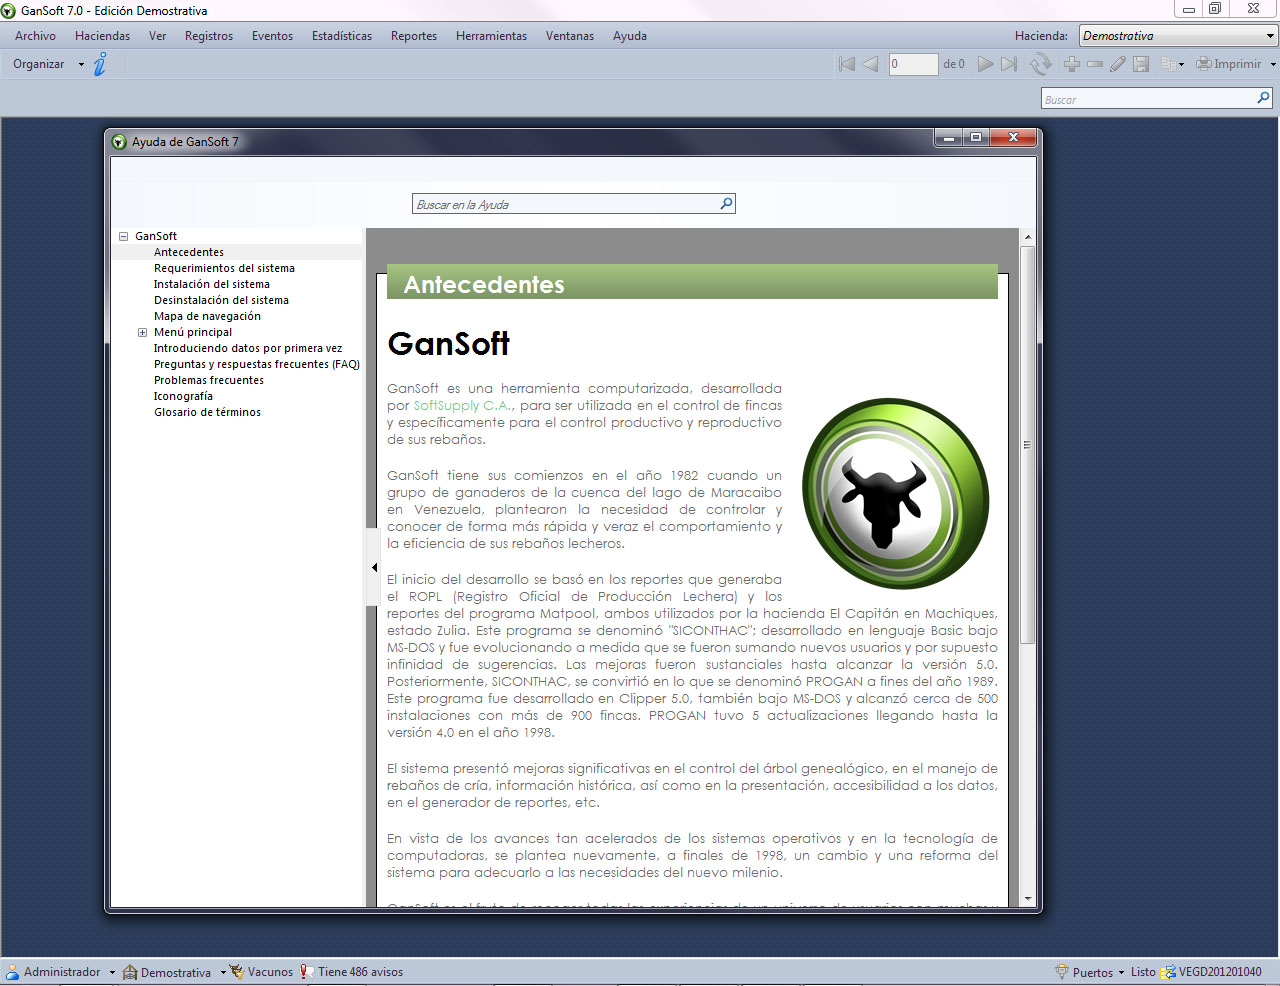 GanSoft 7.0 - Edición Demostrativa
Archivo Haciendas Ver Registros Eventos Estadísticas Reportes Herramientas Ventanas Ayuda Hacienda: Demostrativa
Organizar 0 de 0 Imprimir
Buscar
Ayuda de GanSoft 7
Buscar en la Ayuda
GanSoft
Antecedentes
Requerimientos del sistema
Instalación del sistema
Desinstalación del sistema
Mapa de navegación
Menú principal
Introduciendo datos por primera vez
Preguntas y respuestas frecuentes (FAQ)
Problemas frecuentes
Iconografía
Glosario de términos
Antecedentes
GanSoft
GanSoft es una herramienta computarizada, desarrollada
por SoftSupply C.A., para ser utilizada en el control de fincas
y específicamente para el control productivo y reproductivo
de sus rebaños.
GanSoft tiene sus comienzos en el año 1982 cuando un
grupo de ganaderos de la cuenca del lago de Maracaibo
en Venezuela, plantearon la necesidad de controlar y
conocer de forma más rápida y veraz el comportamiento y
la eficiencia de sus rebaños lecheros.
El inicio del desarrollo se basó en los reportes que generaba
el ROPL (Registro Oficial de Producción Lechera) y los
reportes del programa Matpool, ambos utilizados por la hacienda El Capitán en Machiques,
estado Zulia. Este programa se denominó "SICONTHAC"; desarrollado en lenguaje Basic bajo
MS-DOS y fue evolucionando a medida que se fueron sumando nuevos usuarios y por supuesto
infinidad de sugerencias. Las mejoras fueron sustanciales hasta alcanzar la versión 5.0.
Posteriormente, SICONTHAC, se convirtió en lo que se denominó PROGAN a fines del año 1989.
Este programa fue desarrollado en Clipper 5.0, también bajo MS-DOS y alcanzó cerca de 500
instalaciones con más de 900 fincas. PROGAN tuvo 5 actualizaciones llegando hasta la
versión 4.0 en el año 1998.
El sistema presentó mejoras significativas en el control del árbol genealógico, en el manejo de
rebaños de cría, información histórica, así como en la presentación, accesibilidad a los datos,
en el generador de reportes, etc.
En vista de los avances tan acelerados de los sistemas operativos y en la tecnología de
computadoras, se plantea nuevamente, a finales de 1998, un cambio y una reforma del
sistema para adecuarlo a las necesidades del nuevo milenio.
GanSoft es el fruto de recoger todas las experiencias de un universo de usuarios con muchas y
Administrador Demostrativa Vacunos Tiene 486 avisos Puertos Listo VEGD201201040